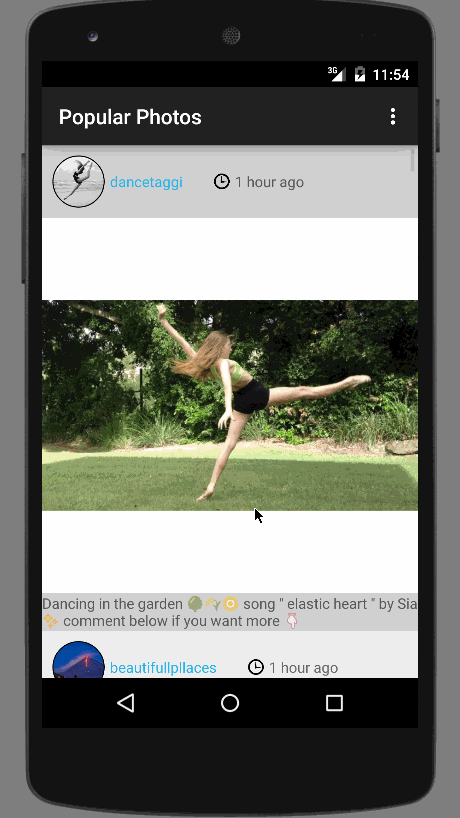 3G 11:54
Popular Photos
dancetaggi 1 hour ago
Dancing in the garden 🌳🌾🌼 song " elastic heart " by Sia
✨ comment below if you want more 👇
beautifullpllaces 1 hour ago